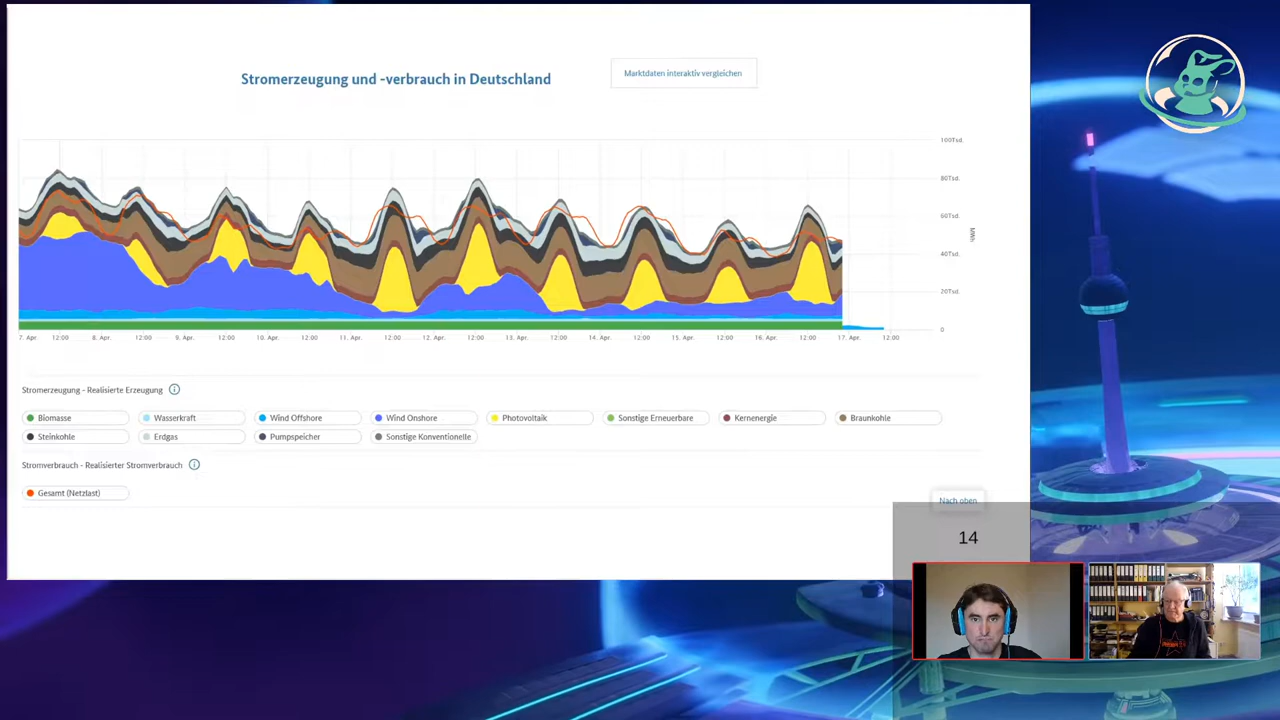 Stromerzeugung und -verbrauch in Deutschland
Marktdaten interaktiv vergleichen
100Tsd.
80Tsd.
60Tsd.
40Tsd.
20Tsd.
0
MWh
7. Apr. 12:00 8. Apr. 12:00 9. Apr. 12:00 10. Apr. 12:00 11. Apr. 12:00 12. Apr. 12:00 13. Apr. 12:00 14. Apr. 12:00 15. Apr. 12:00 16. Apr. 12:00 17. Apr. 12:00
Stromerzeugung - Realisierte Erzeugung
Biomasse Wasserkraft Wind Offshore Wind Onshore Photovoltaik Sonstige Erneuerbare Kernenergie Braunkohle
Steinkohle Erdgas Pumpspeicher Sonstige Konventionelle
Stromverbrauch - Realisierter Stromverbrauch
Gesamt (Netzlast)
Nach oben
14